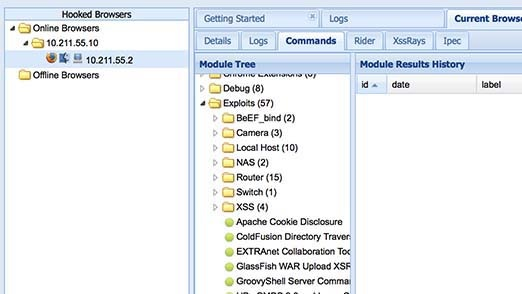 Hooked Browsers
Getting Started
Logs
Current Brows
Online Browsers
10.211.55.10
10.211.55.2
Offline Browsers
Details
Logs
Commands
Rider
XssRays
Ipec
Module Tree
Chrome Extensions (6)
Debug (8)
Exploits (57)
BeEF_bind (2)
Camera (3)
Local Host (10)
NAS (2)
Router (15)
Switch (1)
XSS (4)
Apache Cookie Disclosure
ColdFusion Directory Travers
EXTRAnet Collaboration Too
GlassFish WAR Upload XSR
GroovyShell Server Comma
Module Results History
id
date
label